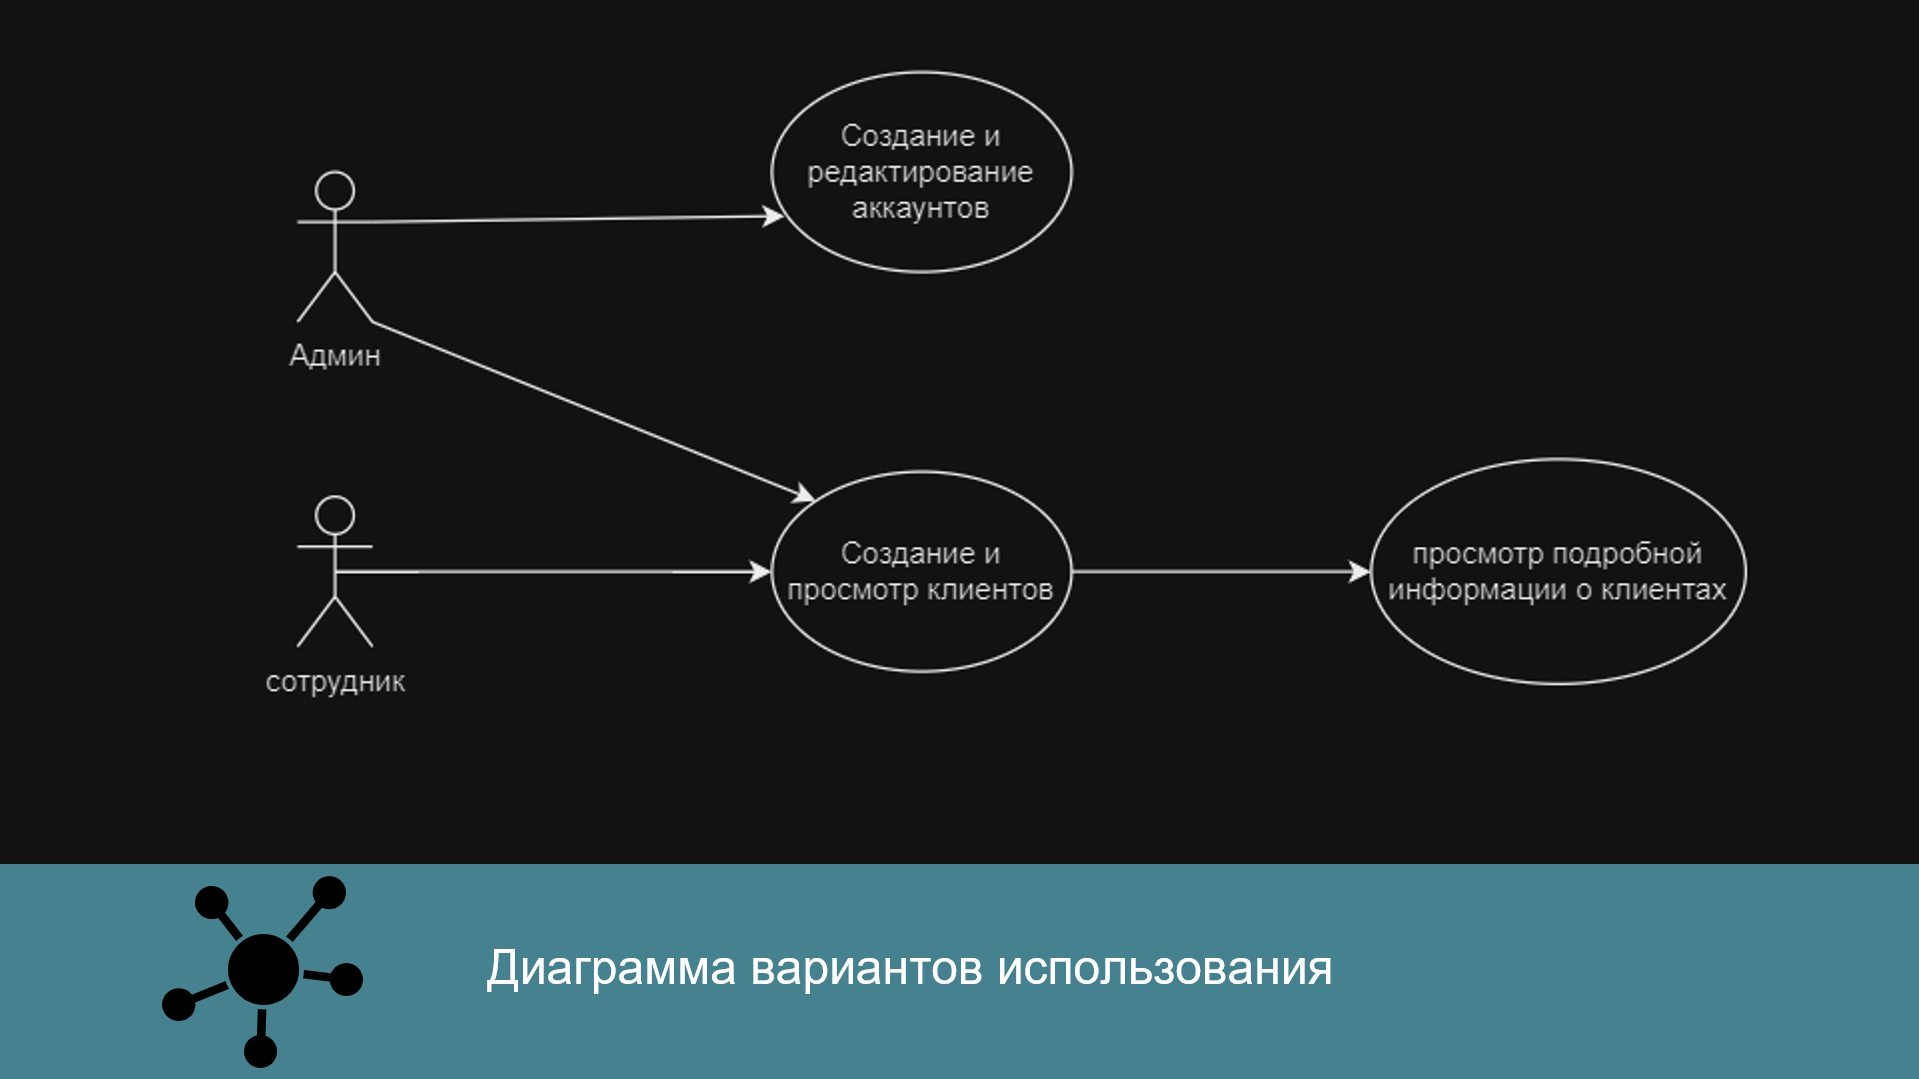 Создание и
редактирование
аккаунтов
Админ
Создание и
просмотр клиентов
просмотр подробной
информации о клиентах
сотрудник
Диаграмма вариантов использования